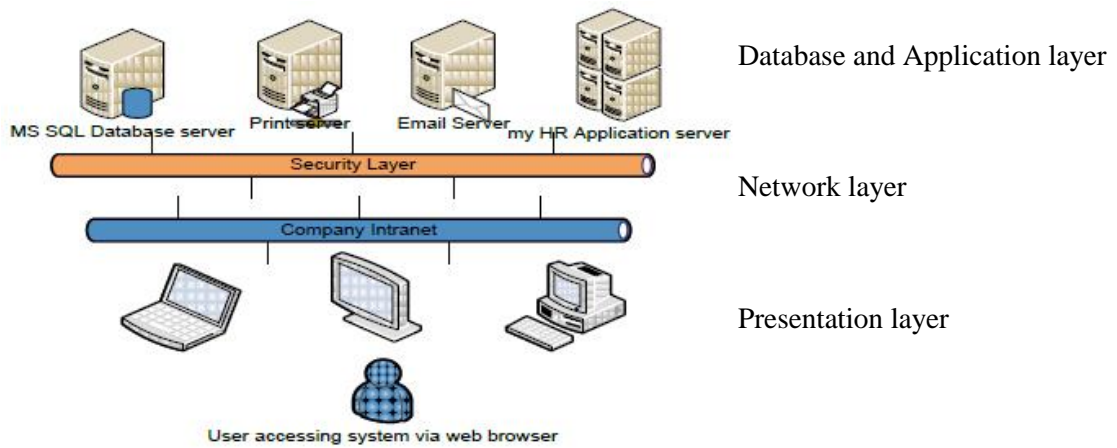 Database and Application layer
MS SQL Database server
Print server
Email Server
my HR Application server
Security Layer
Network layer
Company Intranet
Presentation layer
User accessing system via web browser